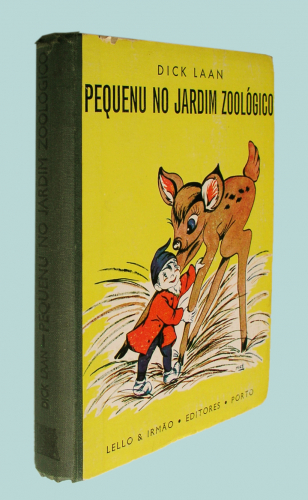 DICK LAAN
PEQUENU NO JARDIM ZOOLÓGICO
LELLO & IRMÃO • EDITORES • PORTO
DICK LAAN—PEQUENU NO JARDIM ZOOLÓGICO